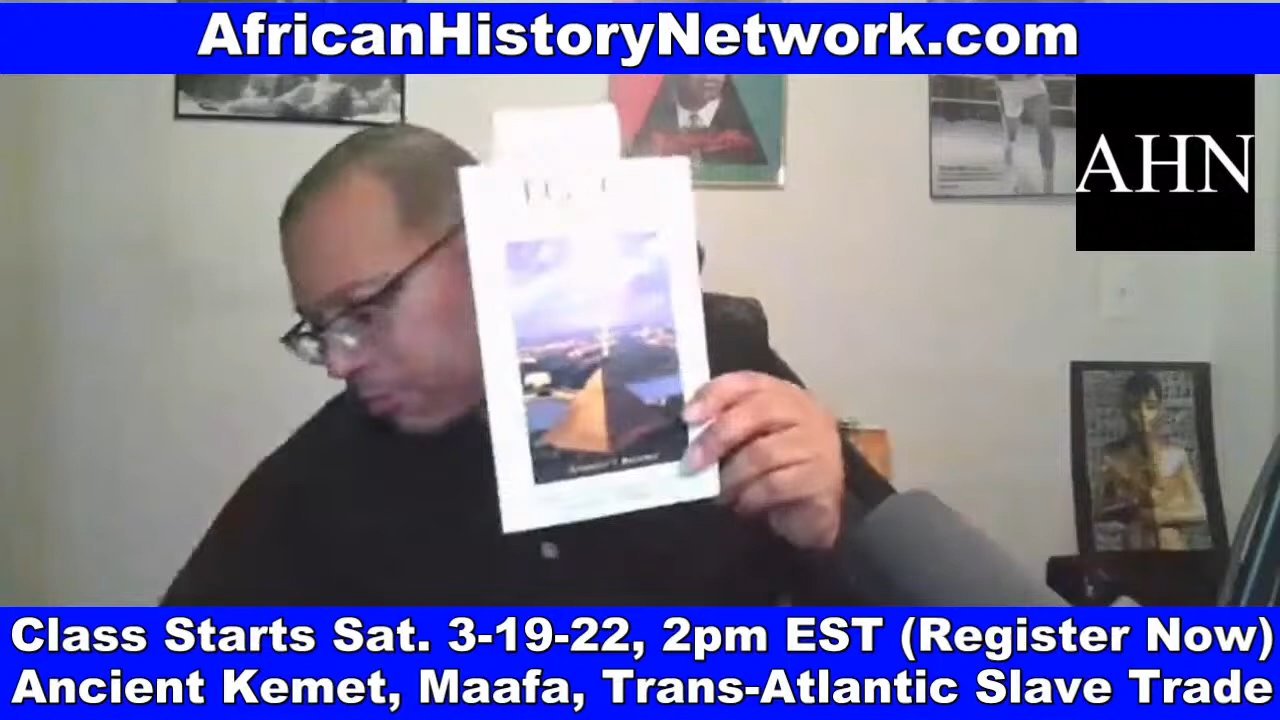 AfricanHistoryNetwork.com
AHN
Class Starts Sat. 3-19-22, 2pm EST (Register Now)
Ancient Kemet, Maafa, Trans-Atlantic Slave Trade